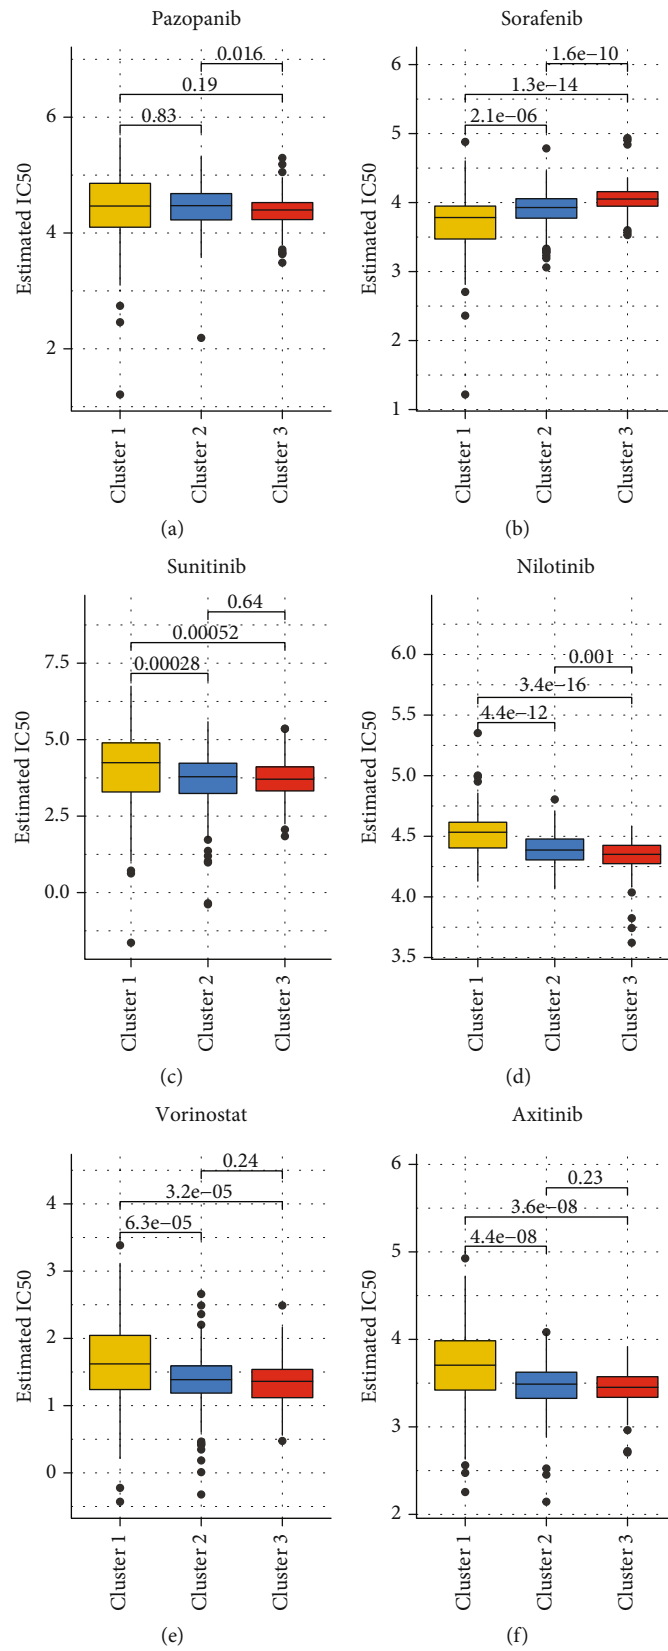 Pazopanib
0.016
0.19
0.83
6
4
2
Estimated IC50
Cluster 1
Cluster 2
Cluster 3
(a)
Sorafenib
1.6e−10
1.3e−14
2.1e−06
6
5
4
3
2
1
Estimated IC50
Cluster 1
Cluster 2
Cluster 3
(b)
Sunitinib
0.64
0.00052
0.00028
7.5
5.0
2.5
0.0
Estimated IC50
Cluster 1
Cluster 2
Cluster 3
(c)
Nilotinib
0.001
3.4e−16
4.4e−12
6.0
5.5
5.0
4.5
4.0
3.5
Estimated IC50
Cluster 1
Cluster 2
Cluster 3
(d)
Vorinostat
0.24
3.2e−05
6.3e−05
4
3
2
1
0
Estimated IC50
Cluster 1
Cluster 2
Cluster 3
(e)
Axitinib
0.23
3.6e−08
4.4e−08
6
5
4
3
2
Estimated IC50
Cluster 1
Cluster 2
Cluster 3
(f)